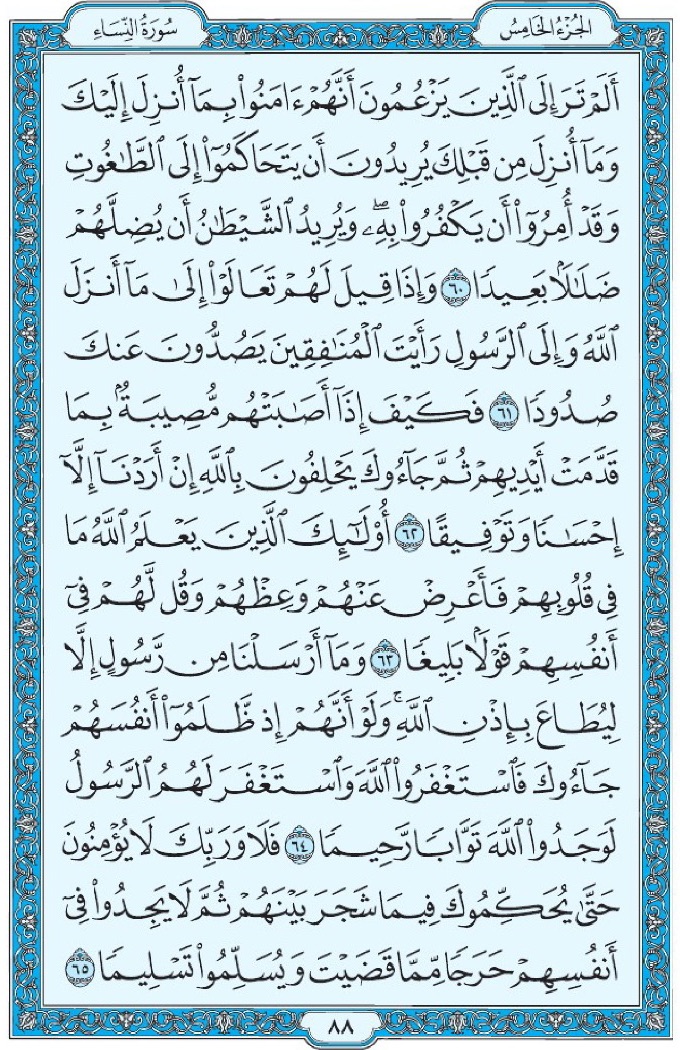 الجُزْءُ الخَامِسُ
سُورَةُ النِّسَاءِ
أَلَمْ تَرَ إِلَى ٱلَّذِينَ يَزْعُمُونَ أَنَّهُمْ ءَامَنُوا۟ بِمَآ أُنزِلَ إِلَيْكَ
وَمَآ أُنزِلَ مِن قَبْلِكَ يُرِيدُونَ أَن يَتَحَاكَمُوٓا۟ إِلَى ٱلطَّٰغُوتِ
وَقَدْ أُمِرُوٓا۟ أَن يَكْفُرُوا۟ بِهِۦۖ وَيُرِيدُ ٱلشَّيْطَٰنُ أَن يُضِلَّهُمْ
ضَلَٰلًۢا بَعِيدًا ٦٠ وَإِذَا قِيلَ لَهُمْ تَعَالَوْا۟ إِلَىٰ مَآ أَنزَلَ
ٱللَّهُ وَإِلَى ٱلرَّسُولِ رَأَيْتَ ٱلْمُنَٰفِقِينَ يَصُدُّونَ عَنكَ
صُدُودًا ٦١ فَكَيْفَ إِذَآ أَصَٰبَتْهُم مُّصِيبَةٌۢ بِمَا
قَدَّمَتْ أَيْدِيهِمْ ثُمَّ جَآءُوكَ يَحْلِفُونَ بِٱللَّهِ إِنْ أَرَدْنَآ إِلَّآ
إِحْسَٰنًا وَتَوْفِيقًا ٦٢ أُو۟لَٰٓئِكَ ٱلَّذِينَ يَعْلَمُ ٱللَّهُ مَا
فِى قُلُوبِهِمْ فَأَعْرِضْ عَنْهُمْ وَعِظْهُمْ وَقُل لَّهُمْ فِىٓ
أَنفُسِهِمْ قَوْلًۢا بَلِيغًا ٦٣ وَمَآ أَرْسَلْنَا مِن رَّسُولٍ إِلَّا
لِيُطَاعَ بِإِذْنِ ٱللَّهِۚ وَلَوْ أَنَّهُمْ إِذ ظَّلَمُوٓا۟ أَنفُسَهُمْ
جَآءُوكَ فَٱسْتَغْفَرُوا۟ ٱللَّهَ وَٱسْتَغْفَرَ لَهُمُ ٱلرَّسُولُ
لَوَجَدُوا۟ ٱللَّهَ تَوَّابًا رَّحِيمًا ٦٤ فَلَا وَرَبِّكَ لَا يُؤْمِنُونَ
حَتَّىٰ يُحَكِّمُوكَ فِيمَا شَجَرَ بَيْنَهُمْ ثُمَّ لَا يَجِدُوا۟ فِىٓ
أَنفُسِهِمْ حَرَجًا مِّمَّا قَضَيْتَ وَيُسَلِّمُوا۟ تَسْلِيمًا ٦٥
٨٨